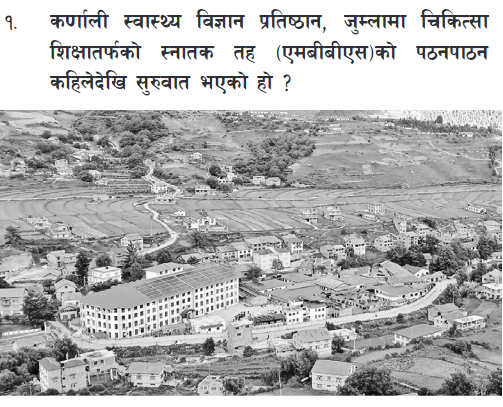 १. कर्णाली स्वास्थ्य विज्ञान प्रतिष्ठान, जुम्लामा चिकित्सा
शिक्षातर्फको स्नातक तह (एमबीबीएस)को पठनपाठन
कहिलेदेखि सुरुवात भएको हो ?